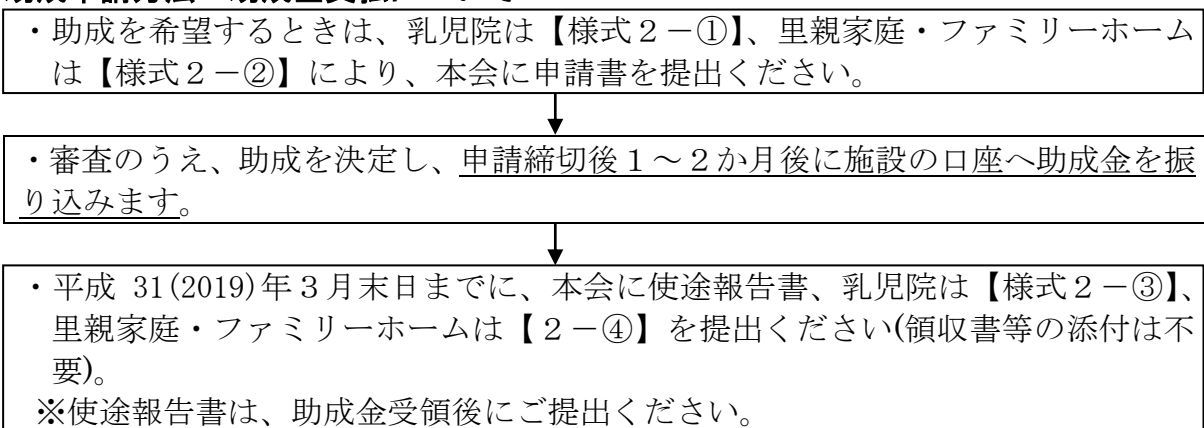 ・助成を希望するときは、乳児院は【様式２－①】、里親家庭・ファミリーホーム
は【様式２－②】により、本会に申請書を提出ください。
・審査のうえ、助成を決定し、申請締切後１～２か月後に施設の口座へ助成金を振
り込みます。
・平成 31(2019)年３月末日までに、本会に使途報告書、乳児院は【様式２－③】、
里親家庭・ファミリーホームは【２－④】を提出ください(領収書等の添付は不
要)。
※使途報告書は、助成金受領後にご提出ください。